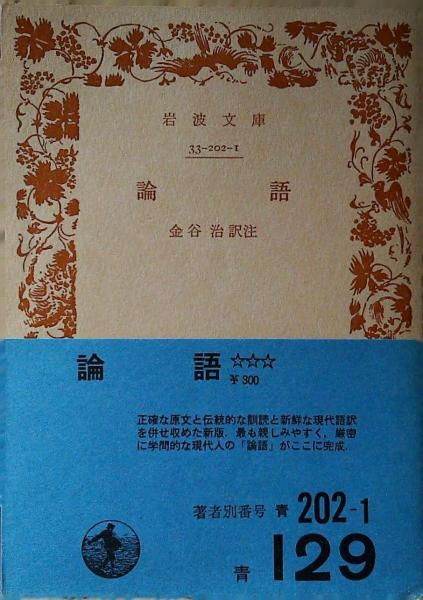 岩波文庫
33-202-1
論語
金谷 治 訳注
論語 ☆☆☆
¥300
正確な原文と伝統的な訓読と新鮮な現代語訳
を併せ収めた新版．最も親しみやすく，厳密
に学問的な現代人の「論語」がここに完成．
著者別番号 青 202-1
青 129